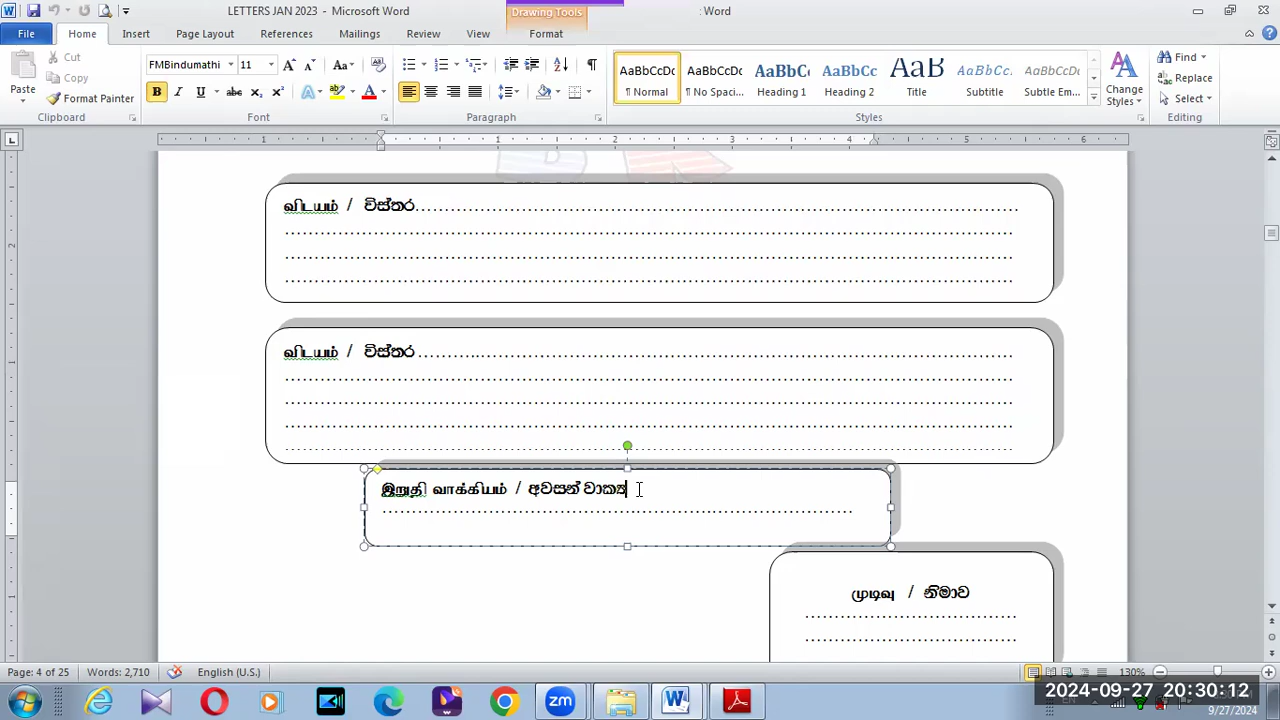 LETTERS JAN 2023 - Microsoft Word
Drawing Tools
Word
File
Home
Insert
Page Layout
References
Mailings
Review
View
Format
Paste
Cut
Copy
Format Painter
Clipboard
FMBindumathi
11
Font
Paragraph
AaBbCcDc
¶ Normal
AaBbCcDc
¶ No Spaci...
AaBbCc
Heading 1
AaBbCc
Heading 2
AaB
Title
AaBbCcDc
Subtitle
AaBbCcDc
Subtle Em...
Change Styles
Styles
Find
Replace
Select
Editing
விடயம் / විස්තර.....................................................................................................
.............................................................................................................................
.............................................................................................................................
.............................................................................................................................
விடயம் / විස්තර.....................................................................................................
.............................................................................................................................
.............................................................................................................................
.............................................................................................................................
.............................................................................................................................
இறுதி வாக்கியம் / අවසන් වාකත්
.................................................................................
முடிவு / නිමාව
....................................
....................................
Page: 4 of 25
Words: 2,710
English (U.S.)
130%
2024-09-27 20:30:12
EN
9/27/2024